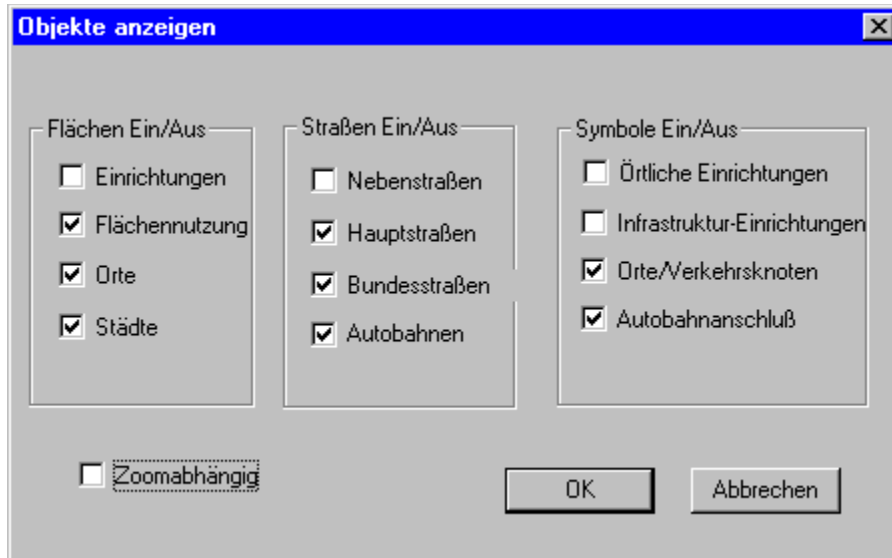 Objekte anzeigen
Flächen Ein/Aus
Einrichtungen
Flächennutzung
Orte
Städte
Straßen Ein/Aus
Nebenstraßen
Hauptstraßen
Bundesstraßen
Autobahnen
Symbole Ein/Aus
Örtliche Einrichtungen
Infrastruktur-Einrichtungen
Orte/Verkehrsknoten
Autobahnanschluß
Zoomabhängig
OK
Abbrechen